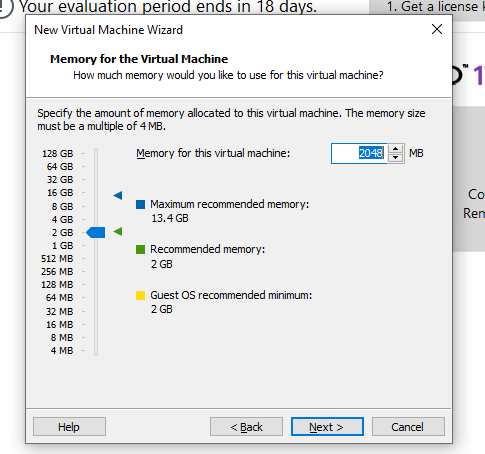 Your evaluation period ends in 18 days.
1. Get a license k
New Virtual Machine Wizard
Memory for the Virtual Machine
How much memory would you like to use for this virtual machine?
Specify the amount of memory allocated to this virtual machine. The memory size
must be a multiple of 4 MB.
128 GB
64 GB
32 GB
16 GB
8 GB
4 GB
2 GB
1 GB
512 MB
256 MB
128 MB
64 MB
32 MB
16 MB
8 MB
4 MB
Memory for this virtual machine: 2048 MB
Maximum recommended memory:
13.4 GB
Recommended memory:
2 GB
Guest OS recommended minimum:
2 GB
™ 1
Co
Rem
Help
< Back
Next >
Cancel